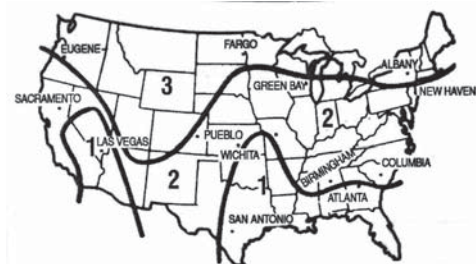 EUGENE
FARGO
3
GREEN BAY
ALBANY
NEW HAVEN
SACRAMENTO
1
LAS VEGAS
PUEBLO
2
WICHITA
2
1
BIRMINGHAM
COLUMBIA
ATLANTA
SAN ANTONIO